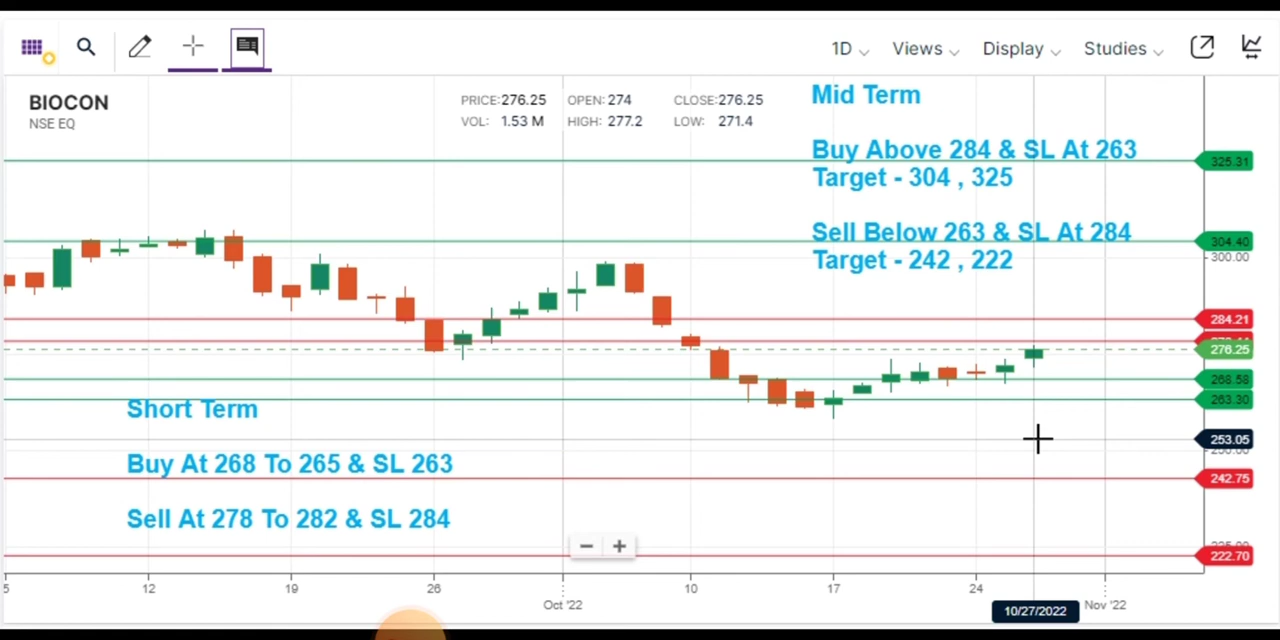 1D Views Display Studies
BIOCON
NSE EQ
PRICE:276.25 OPEN: 274 CLOSE:276.25
VOL: 1.53 M HIGH: 277.2 LOW: 271.4
Mid Term
Buy Above 284 & SL At 263
Target - 304 , 325
Sell Below 263 & SL At 284
Target - 242 , 222
325.31
304.40
300.00
284.21
276.25
268.58
263.30
253.05
242.75
222.70
Short Term
Buy At 268 To 265 & SL 263
Sell At 278 To 282 & SL 284
5 12 19 26 10 17 24
Oct '22 10/27/2022 Nov '22